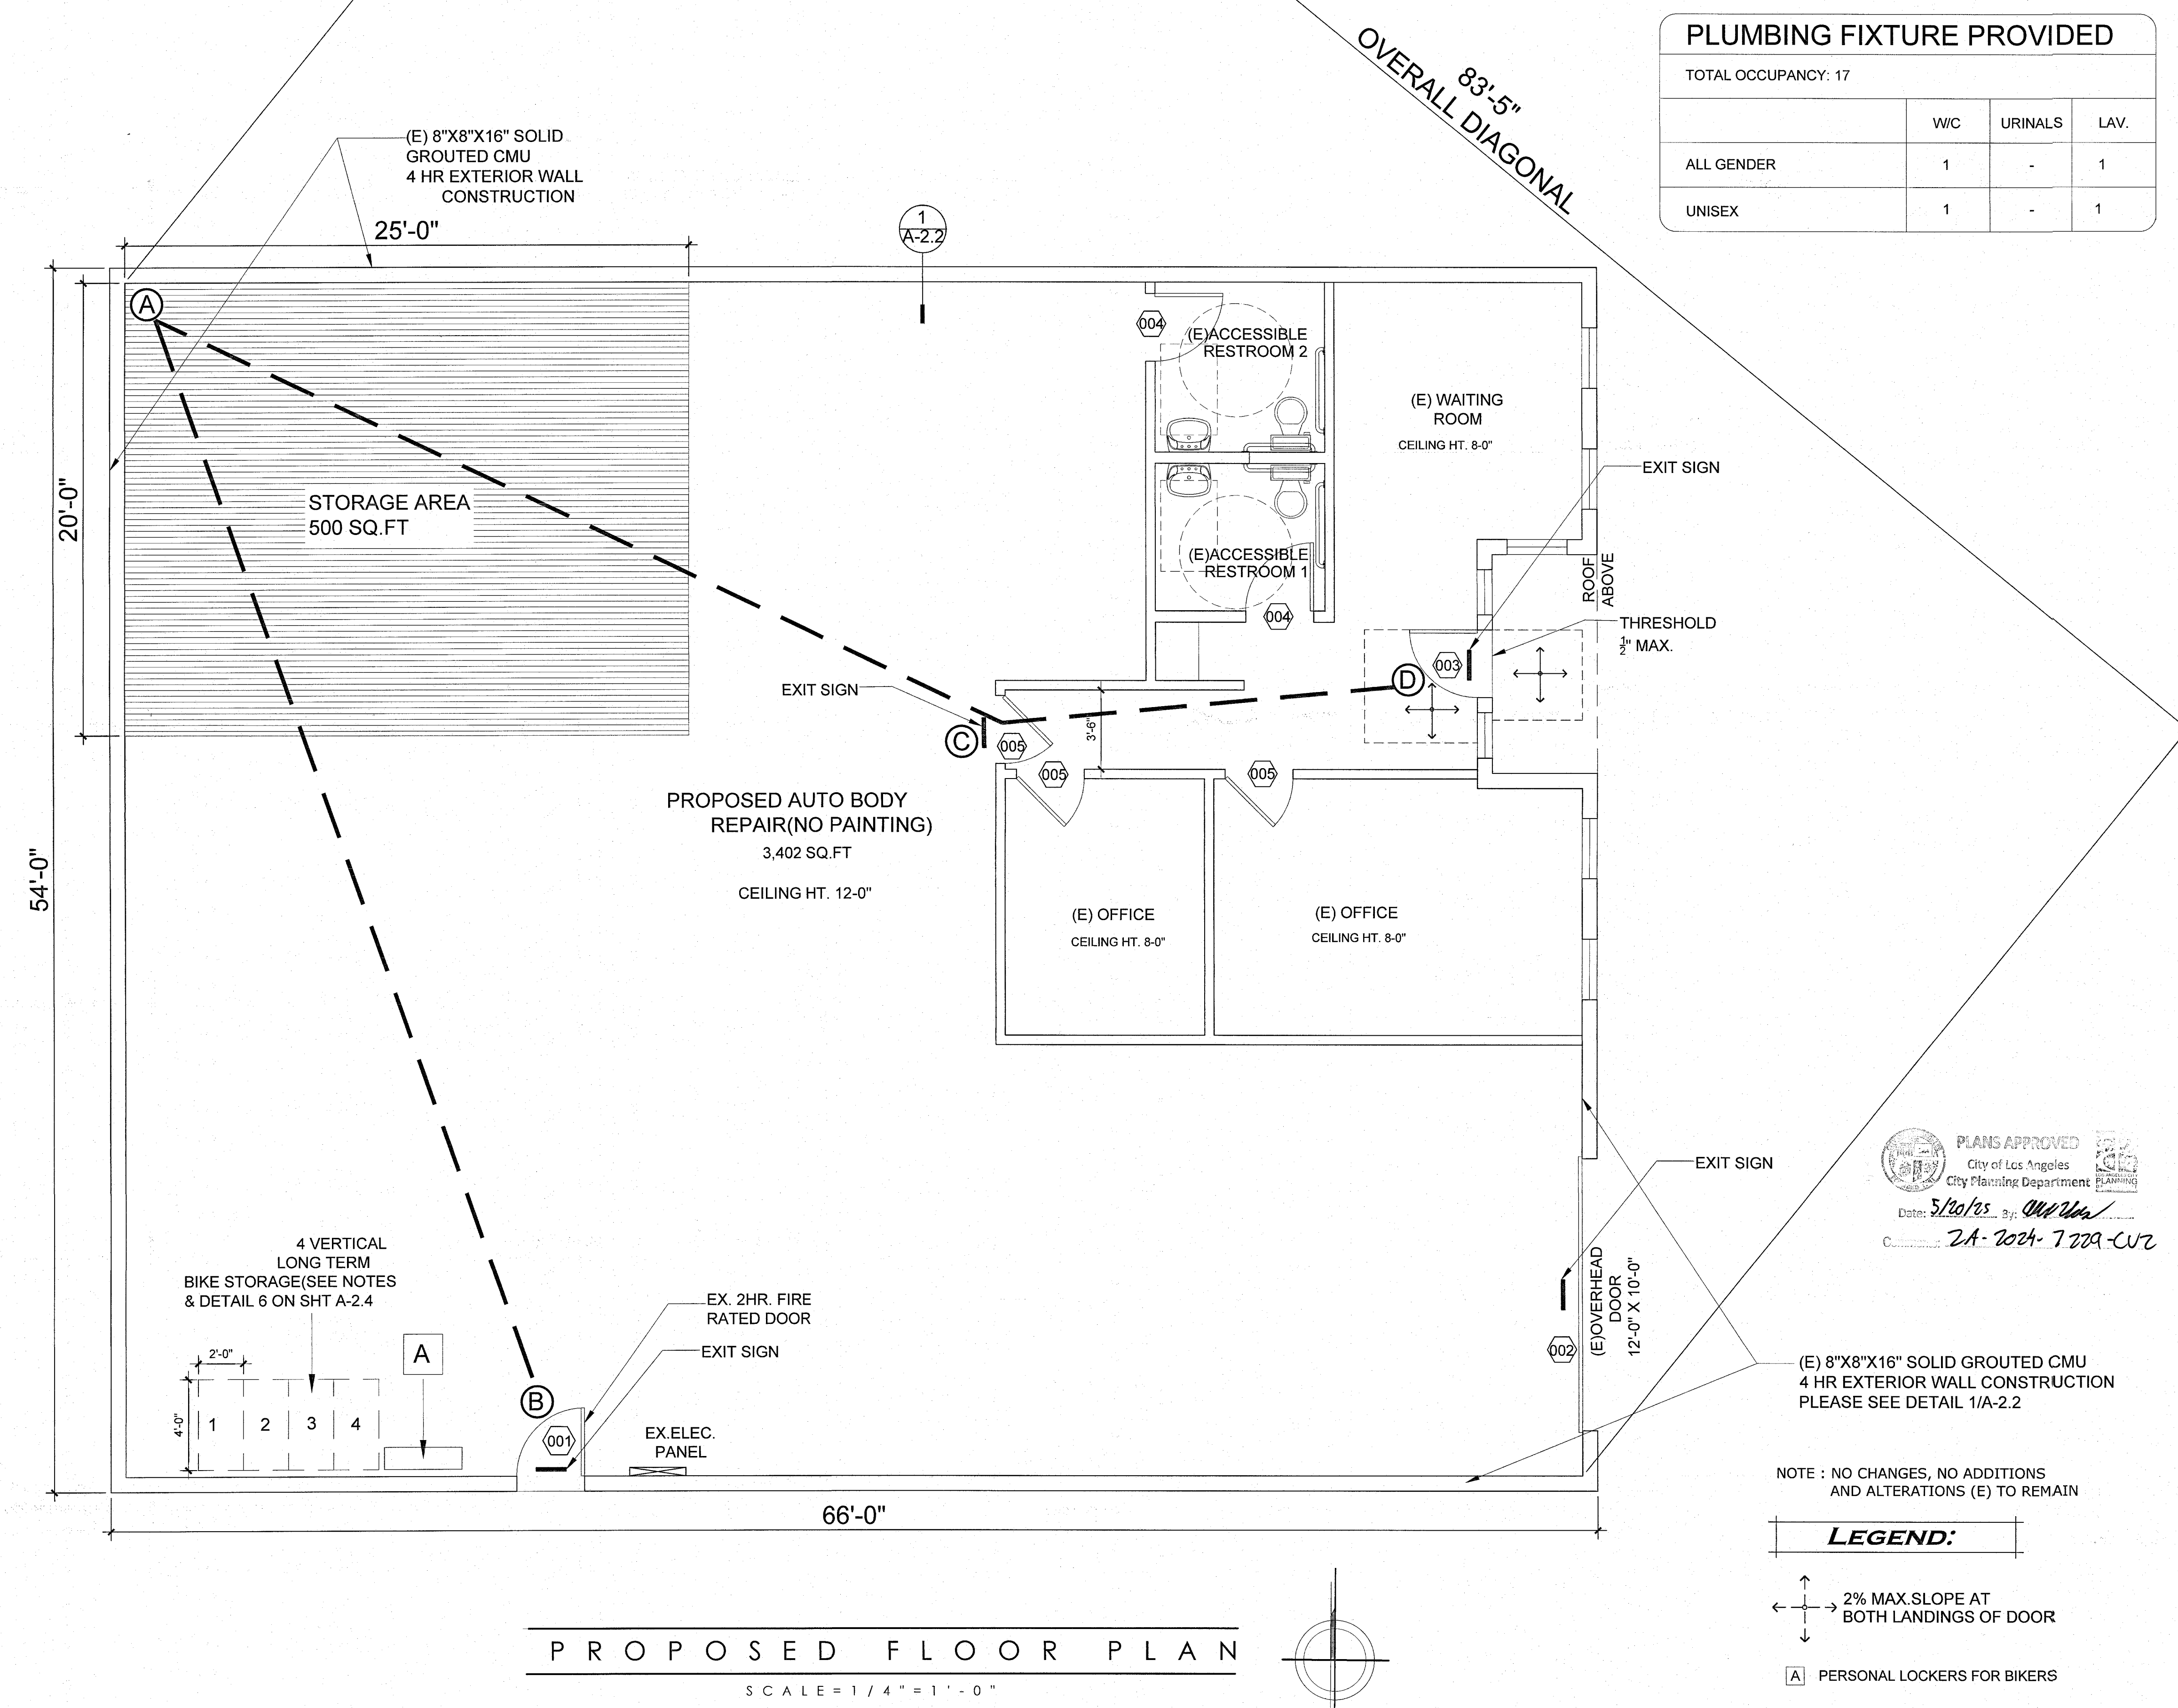 PLUMBING FIXTURE PROVIDED
TOTAL OCCUPANCY: 17
W/C URINALS LAV.
ALL GENDER 1 - 1
UNISEX 1 - 1
83'-5"
OVERALL DIAGONAL
(E) 8"X8"X16" SOLID
GROUTED CMU
4 HR EXTERIOR WALL
CONSTRUCTION
25'-0"
1
A-2.2
A
004
(E)ACCESSIBLE
RESTROOM 2
(E) WAITING
ROOM
CEILING HT. 8-0"
EXIT SIGN
20'-0"
STORAGE AREA
500 SQ.FT
(E)ACCESSIBLE
RESTROOM 1
004
ROOF
ABOVE
THRESHOLD
1/2" MAX.
003
D
EXIT SIGN
C
005
3'-6"
005
005
PROPOSED AUTO BODY
REPAIR(NO PAINTING)
3,402 SQ.FT
CEILING HT. 12-0"
54'-0"
(E) OFFICE
CEILING HT. 8-0"
(E) OFFICE
CEILING HT. 8-0"
EXIT SIGN
PLANS APPROVED
City of Los Angeles
City Planning Department
LOS ANGELES CITY
PLANNING
Date: 5/20/25 By:
ZA-2024-7229-CUZ
4 VERTICAL
LONG TERM
BIKE STORAGE(SEE NOTES
& DETAIL 6 ON SHT A-2.4
EX. 2HR. FIRE
RATED DOOR
EXIT SIGN
(E)OVERHEAD
DOOR
12'-0" X 10'-0"
002
2'-0"
A
4'-0"
1 2 3 4
B
001
EX.ELEC.
PANEL
(E) 8"X8"X16" SOLID GROUTED CMU
4 HR EXTERIOR WALL CONSTRUCTION
PLEASE SEE DETAIL 1/A-2.2
66'-0"
NOTE : NO CHANGES, NO ADDITIONS
AND ALTERATIONS (E) TO REMAIN
LEGEND:
2% MAX.SLOPE AT
BOTH LANDINGS OF DOOR
A PERSONAL LOCKERS FOR BIKERS
PROPOSED FLOOR PLAN
SCALE=1/4"=1'-0"